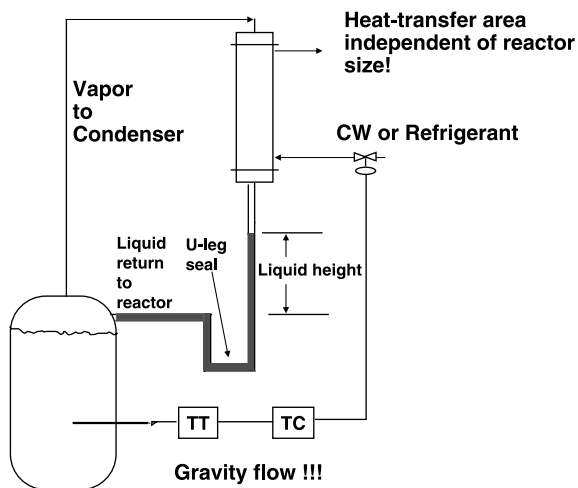 Heat-transfer area
independent of reactor
size!
Vapor
to
Condenser
CW or Refrigerant
Liquid
return
to
reactor
U-leg
seal
Liquid height
TT
TC
Gravity flow !!!